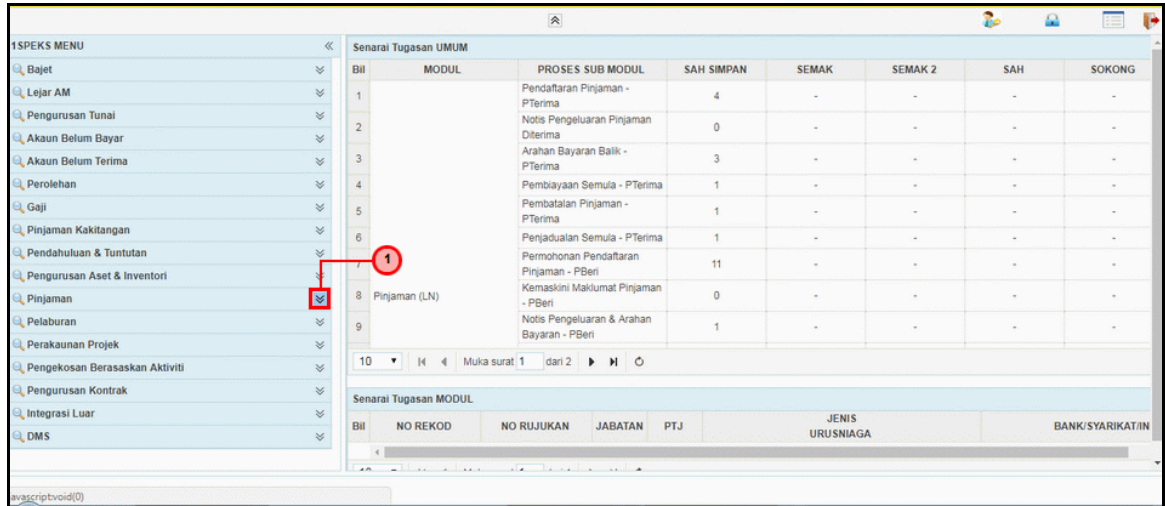 1SPEKS MENU
Bajet
Lejar AM
Pengurusan Tunai
Akaun Belum Bayar
Akaun Belum Terima
Perolehan
Gaji
Pinjaman Kakitangan
Pendahuluan & Tuntutan
Pengurusan Aset & Inventori
Pinjaman
Pelaburan
Perakaunan Projek
Pengekosan Berasaskan Aktiviti
Pengurusan Kontrak
Integrasi Luar
DMS
1
Senarai Tugasan UMUM
Bil MODUL PROSES SUB MODUL SAH SIMPAN SEMAK SEMAK 2 SAH SOKONG
1 Pendaftaran Pinjaman - 4 - - - -
PTerima
2 Notis Pengeluaran Pinjaman 0 - - - -
Diterima
3 Arahan Bayaran Balik - 3 - - - -
PTerima
4 Pembiayaan Semula - PTerima 1 - - - -
5 Pembatalan Pinjaman - 1 - - - -
PTerima
6 Penjadualan Semula - PTerima 1 - - - -
Permohonan Pendaftaran 11 - - - -
Pinjaman - PBeri
8 Pinjaman (LN) Kemaskini Maklumat Pinjaman 0 - - - -
- PBeri
9 Notis Pengeluaran & Arahan 1 - - - -
Bayaran - PBeri
10 Muka surat 1 dari 2
Senarai Tugasan MODUL
Bil NO REKOD NO RUJUKAN JABATAN PTJ JENIS BANK/SYARIKAT/IN
URUSNIAGA
avascript:void(0)